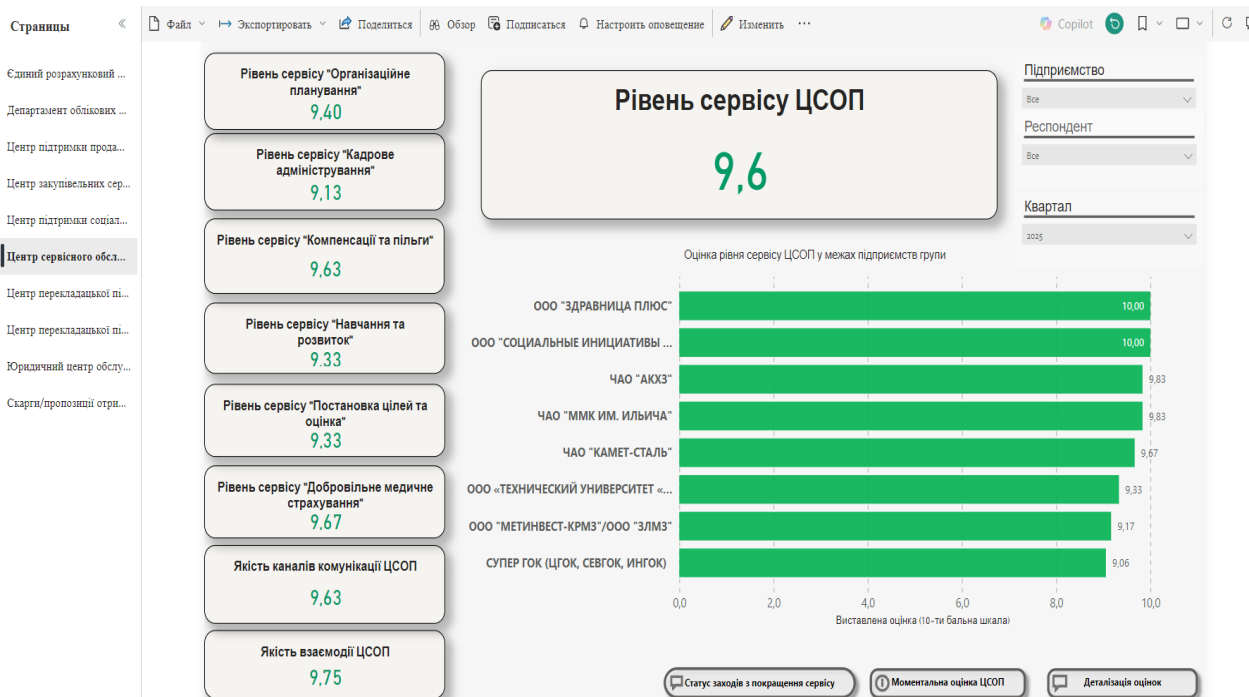 Страницы
Файл
Экспортировать
Поделиться
Обзор
Подписаться
Настроить оповещение
Изменить
Copilot
Єдиний розрахунковий ...
Департамент облікових ...
Центр підтримки прода...
Центр закупівельних сер...
Центр підтримки соціал...
Центр сервісного обсл...
Центр перекладацької пі...
Центр перекладацької пі...
Юридичний центр обслу...
Скарги/пропозиції отри...
Рівень сервісу "Організаційне
планування"
9,40
Рівень сервісу "Кадрове
адміністрування"
9,13
Рівень сервісу "Компенсації та пільги"
9,63
Рівень сервісу "Навчання та
розвиток"
9.33
Рівень сервісу "Постановка цілей та
оцінка"
9,33
Рівень сервісу "Добровільне медичне
страхування"
9,67
Якість каналів комунікації ЦСОП
9,63
Якість взаємодії ЦСОП
9,75
Рівень сервісу ЦСОП
9,6
Підприємство
Все
Респондент
Все
Квартал
2025
Оцінка рівня сервісу ЦСОП у межах підприємств групи
ООО "ЗДРАВНИЦА ПЛЮС"
10,00
ООО "СОЦИАЛЬНЫЕ ИНИЦИАТИВЫ ...
10,00
ЧАО "АКХЗ"
9,83
ЧАО "ММК ИМ. ИЛЬИЧА"
9,83
ЧАО "КАМЕТ-СТАЛЬ"
9,67
ООО «ТЕХНИЧЕСКИЙ УНИВЕРСИТЕТ «...
9,33
ООО "МЕТИНВЕСТ-КРМЗ"/ООО "ЗЛМЗ"
9,17
СУПЕР ГОК (ЦГОК, СЕВГОК, ИНГОК)
9,06
0,0 2,0 4,0 6,0 8,0 10,0
Виставлена оцінка (10-ти бальна шкала)
Статус заходів з покращення сервісу
Моментальна оцінка ЦСОП
Деталізація оцінок